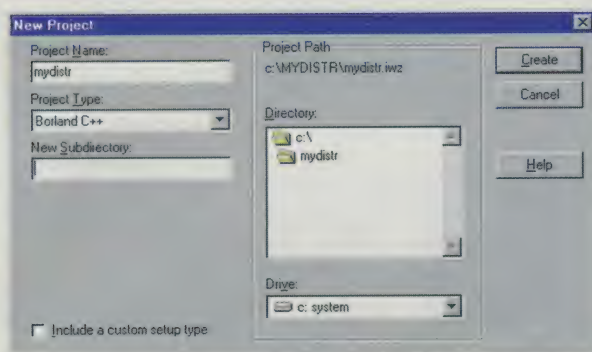 New Project
Project Name:
mydistr
Project Type:
Borland C++
New Subdirectory:
Include a custom setup type
Project Path
c:\MYDISTR\mydistr.iwz
Directory:
c:\
mydistr
Drive:
c: system
Create
Cancel
Help